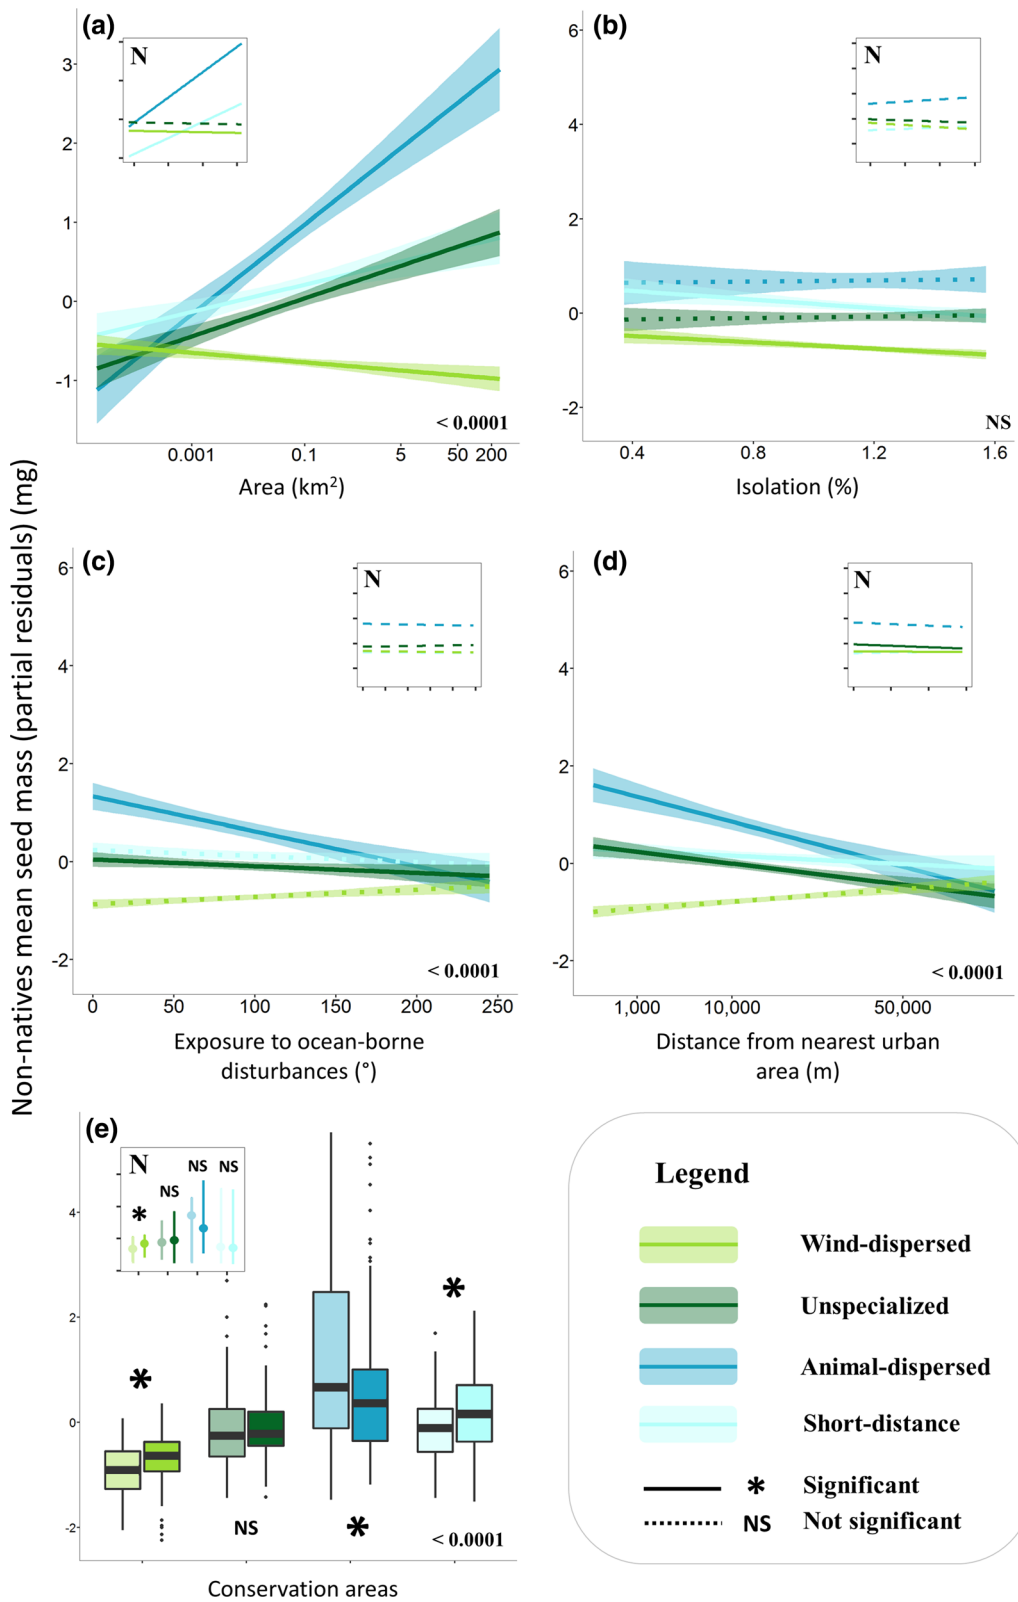 Non-natives mean seed mass (partial residuals) (mg)
(a)
N
3
2
1
0
-1
< 0.0001
0.001
0.1
5
50
200
Area (km²)
(b)
N
6
4
2
0
-2
NS
0.4
0.8
1.2
1.6
Isolation (%)
(c)
N
6
4
2
0
-2
< 0.0001
0
50
100
150
200
250
Exposure to ocean-borne
disturbances (°)
(d)
N
6
4
2
0
-2
< 0.0001
1,000
10,000
50,000
Distance from nearest urban
area (m)
(e)
N
*
NS
NS
NS
4
2
0
-2
*
NS
*
*
< 0.0001
Conservation areas
Legend
Wind-dispersed
Unspecialized
Animal-dispersed
Short-distance
* Significant
NS Not significant